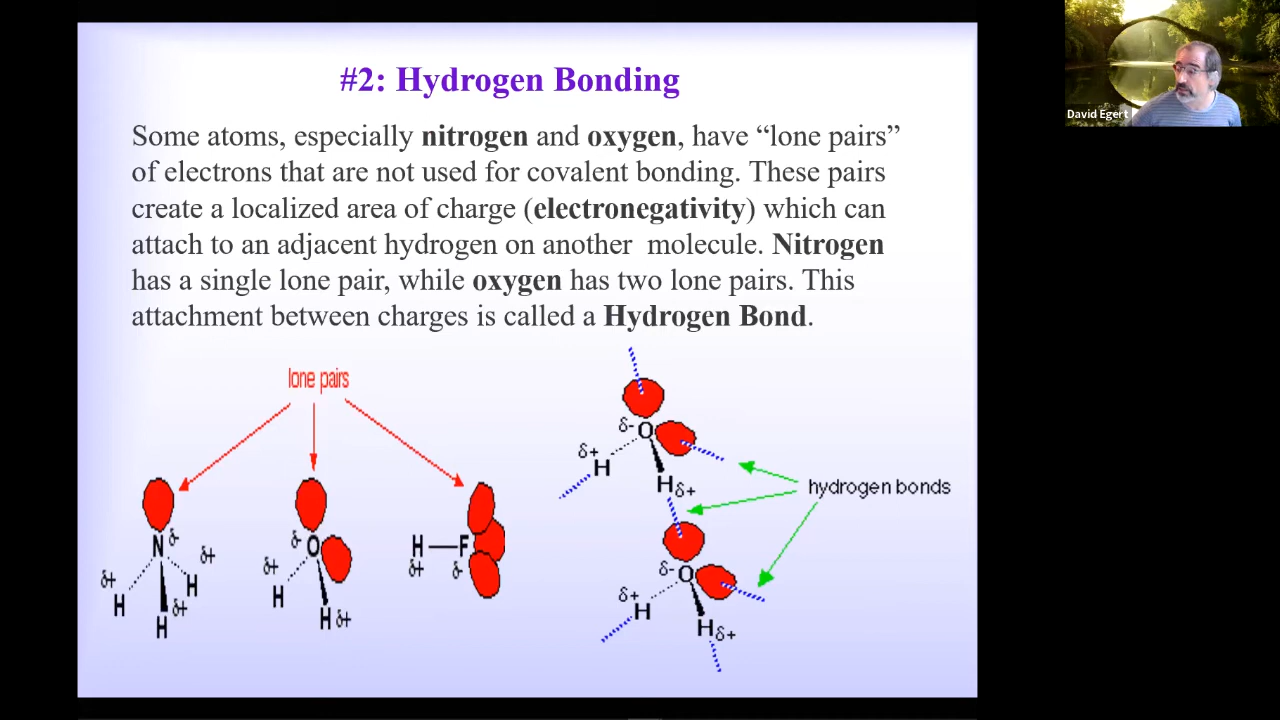 #2: Hydrogen Bonding
Some atoms, especially nitrogen and oxygen, have “lone pairs”
of electrons that are not used for covalent bonding. These pairs
create a localized area of charge (electronegativity) which can
attach to an adjacent hydrogen on another  molecule. Nitrogen
has a single lone pair, while oxygen has two lone pairs. This
attachment between charges is called a Hydrogen Bond.
lone pairs
N δ- δ+
δ+ H δ+ H
H
δ- O
δ+ H
H δ+
H F
δ+ δ-
δ- O
δ+ H
H δ+
hydrogen bonds
δ- O
δ+ H
H δ+
David Egert